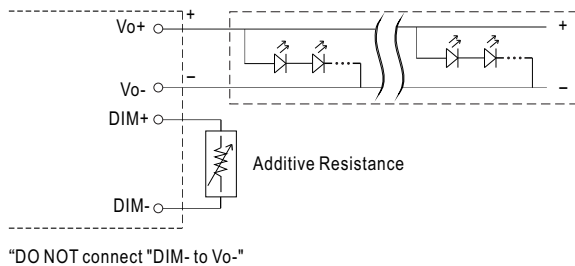 Vo+
+
+
Vo-
−
−
DIM+
Additive Resistance
DIM-
“DO NOT connect "DIM- to Vo-"